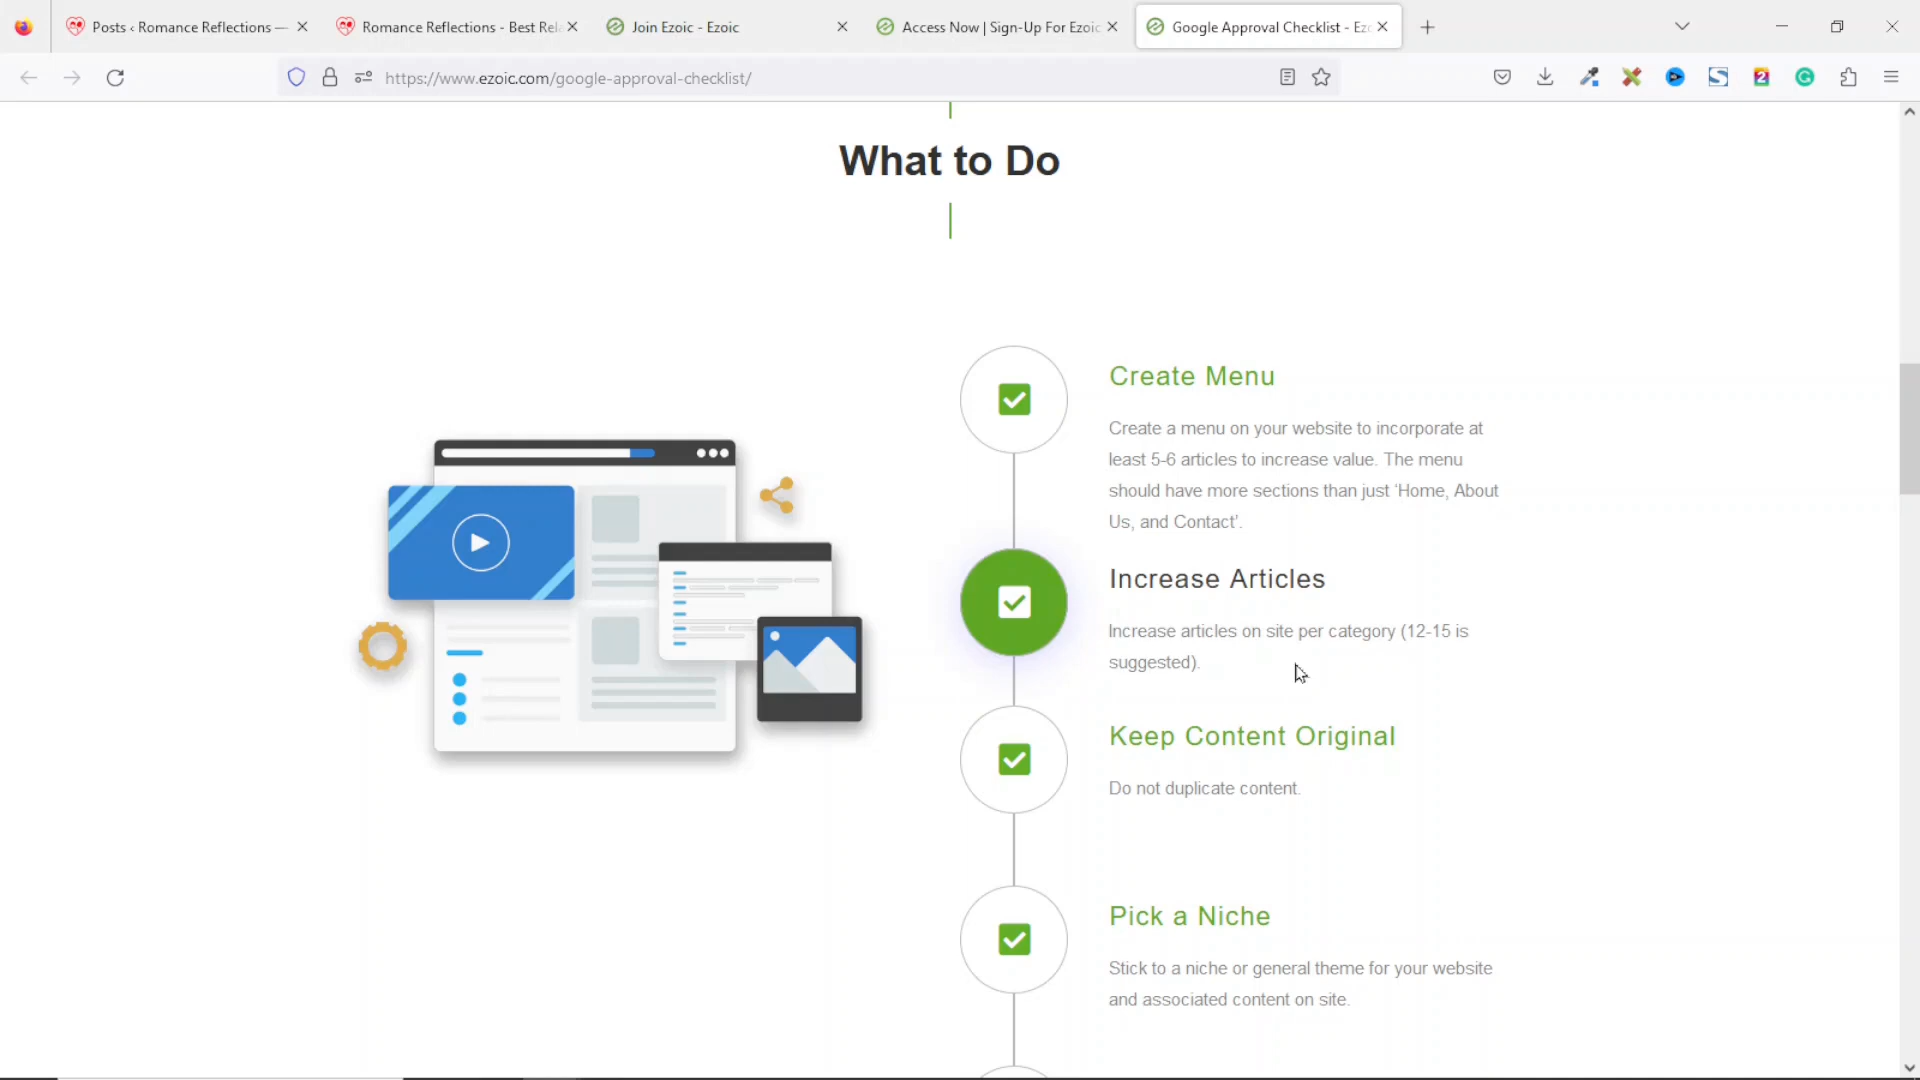 Posts ‹ Romance Reflections —
Romance Reflections - Best Rel
Join Ezoic - Ezoic
Access Now | Sign-Up For Ezoic
Google Approval Checklist - Ezo
https://www.ezoic.com/google-approval-checklist/
What to Do
Create Menu
Create a menu on your website to incorporate at
least 5-6 articles to increase value. The menu
should have more sections than just ‘Home, About
Us, and Contact’.
Increase Articles
Increase articles on site per category (12-15 is
suggested).
Keep Content Original
Do not duplicate content.
Pick a Niche
Stick to a niche or general theme for your website
and associated content on site.